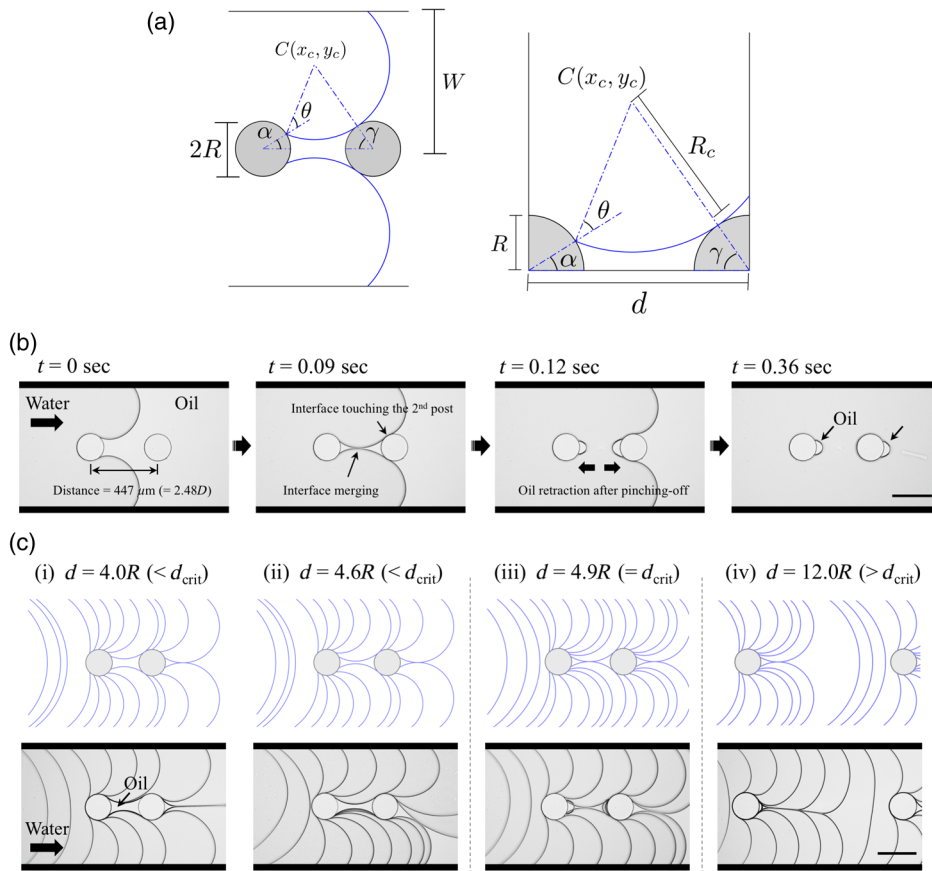 (a)
C(x_c, y_c)
W
θ
α
γ
2R
C(x_c, y_c)
R_c
θ
R
α
γ
d
(b)
t = 0 sec
t = 0.09 sec
t = 0.12 sec
t = 0.36 sec
Water
Oil
Distance = 447 μm (= 2.48D)
Interface touching the 2nd post
Interface merging
Oil retraction after pinching-off
Oil
(c)
(i) d = 4.0R (< d_crit)
(ii) d = 4.6R (< d_crit)
(iii) d = 4.9R (= d_crit)
(iv) d = 12.0R (> d_crit)
Oil
Water